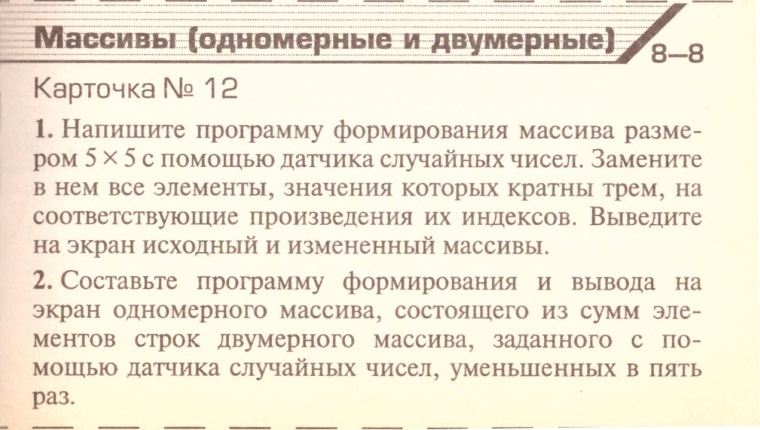 Массивы (одномерные и двумерные)
8–8
Карточка № 12
1. Напишите программу формирования массива разме-
ром 5 × 5 с помощью датчика случайных чисел. Замените
в нем все элементы, значения которых кратны трем, на
соответствующие произведения их индексов. Выведите
на экран исходный и измененный массивы.
2. Составьте программу формирования и вывода на
экран одномерного массива, состоящего из сумм эле-
ментов строк двумерного массива, заданного с по-
мощью датчика случайных чисел, уменьшенных в пять
раз.